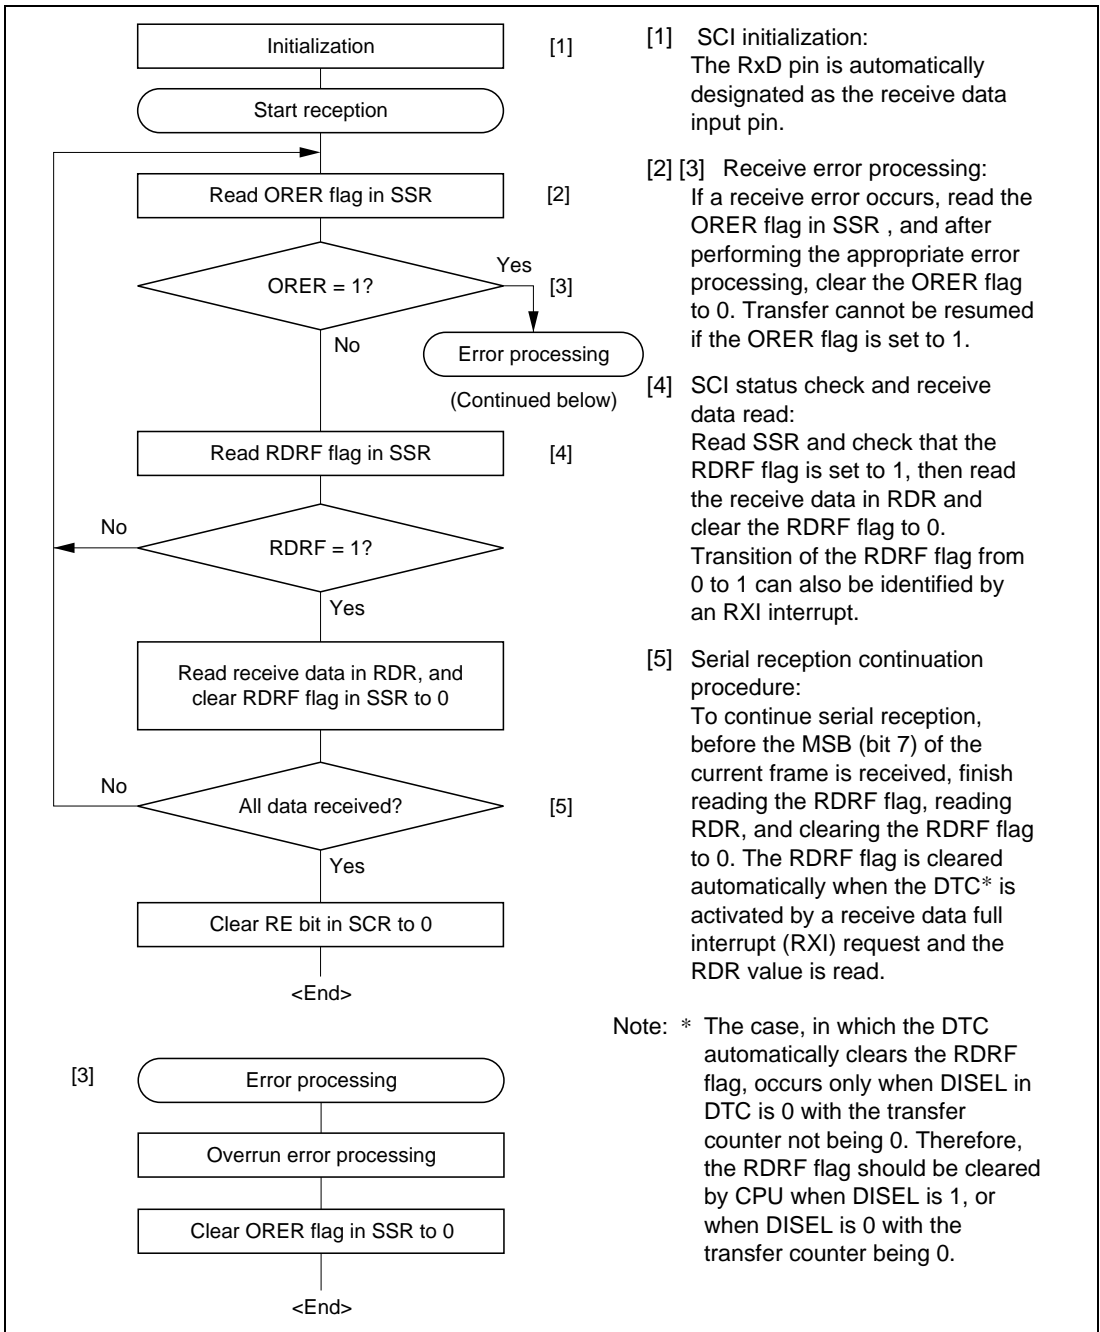 Initialization
[1]
Start reception
Read ORER flag in SSR
[2]
ORER = 1?
Yes
[3]
No
Error processing
(Continued below)
Read RDRF flag in SSR
[4]
No
RDRF = 1?
Yes
Read receive data in RDR, and
clear RDRF flag in SSR to 0
No
All data received?
[5]
Yes
Clear RE bit in SCR to 0
<End>
[3]
Error processing
Overrun error processing
Clear ORER flag in SSR to 0
<End>
[1] SCI initialization:
The RxD pin is automatically
designated as the receive data
input pin.
[2] [3] Receive error processing:
If a receive error occurs, read the
ORER flag in SSR , and after
performing the appropriate error
processing, clear the ORER flag
to 0. Transfer cannot be resumed
if the ORER flag is set to 1.
[4] SCI status check and receive
data read:
Read SSR and check that the
RDRF flag is set to 1, then read
the receive data in RDR and
clear the RDRF flag to 0.
Transition of the RDRF flag from
0 to 1 can also be identified by
an RXI interrupt.
[5] Serial reception continuation
procedure:
To continue serial reception,
before the MSB (bit 7) of the
current frame is received, finish
reading the RDRF flag, reading
RDR, and clearing the RDRF flag
to 0. The RDRF flag is cleared
automatically when the DTC* is
activated by a receive data full
interrupt (RXI) request and the
RDR value is read.
Note: * The case, in which the DTC
automatically clears the RDRF
flag, occurs only when DISEL in
DTC is 0 with the transfer
counter not being 0. Therefore,
the RDRF flag should be cleared
by CPU when DISEL is 1, or
when DISEL is 0 with the
transfer counter being 0.